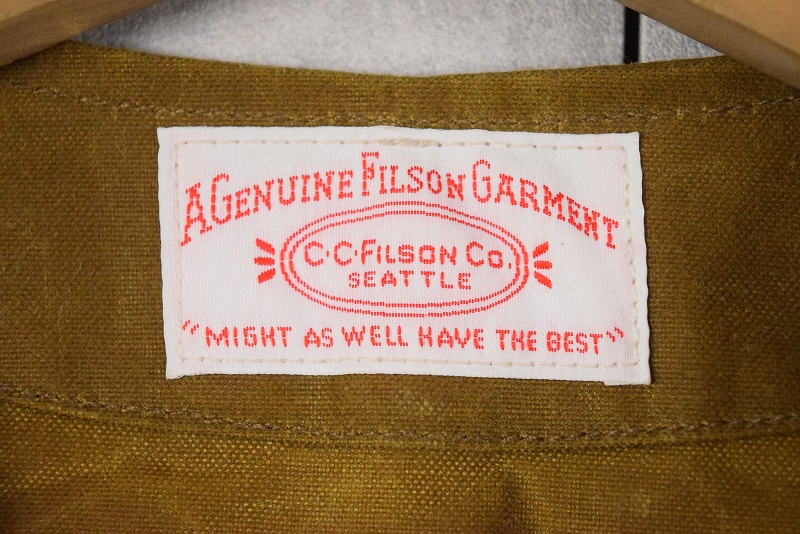 A GENUINE FILSON GARMENT
C·C·FILSON CO.
SEATTLE
"MIGHT AS WELL HAVE THE BEST"